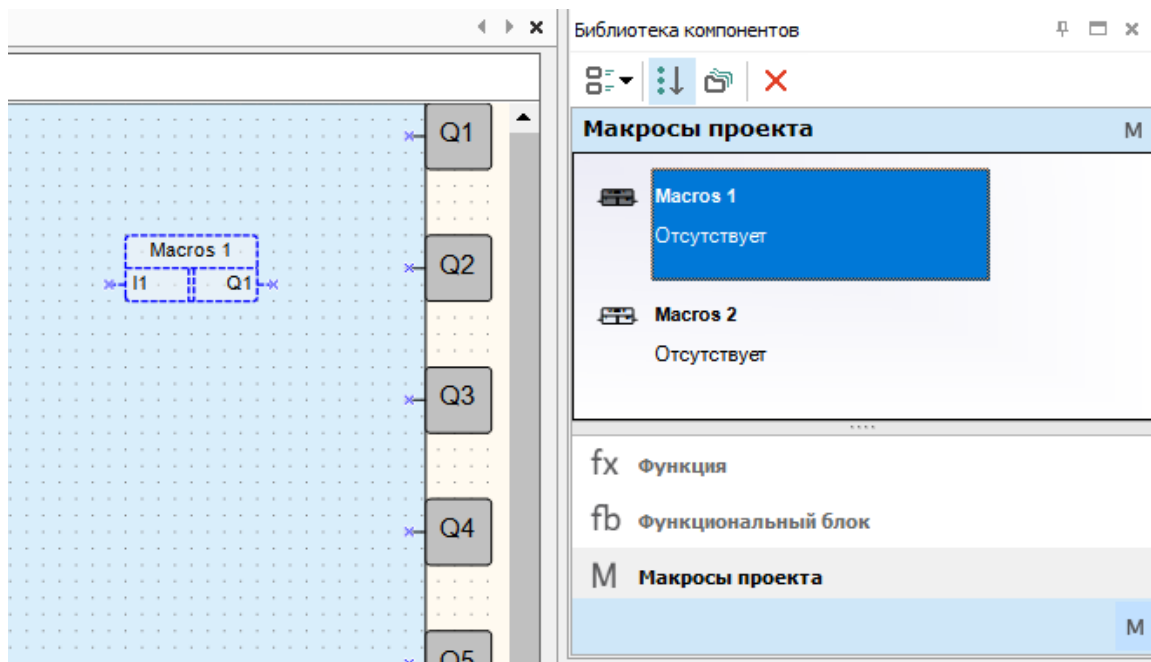 Библиотека компонентов
Макросы проекта M
Q1
Macros 1
Отсутствует
Macros 1
I1 Q1
Q2
Macros 2
Отсутствует
Q3
fx Функция
fb Функциональный блок
Q4
M Макросы проекта
M
Q5